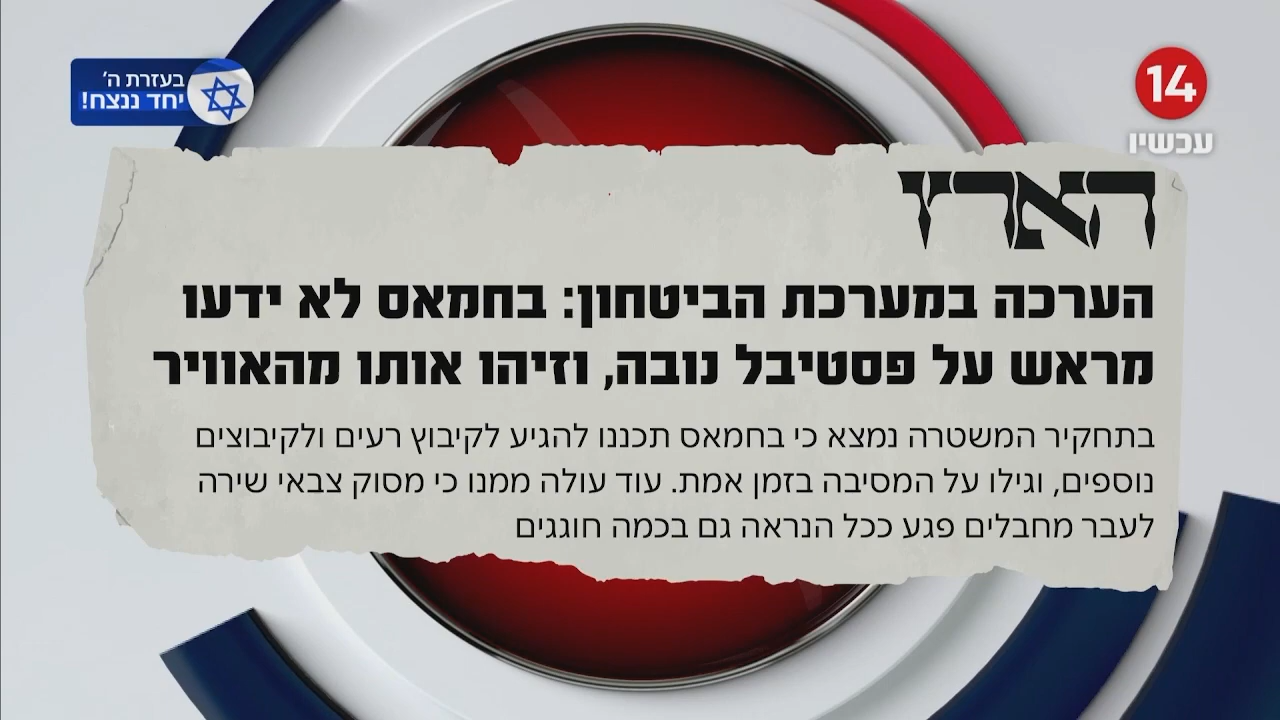 בעזרת ה'
יחד ננצח!
14
עכשיו
הארץ
הערכה במערכת הביטחון: בחמאס לא ידעו
מראש על פסטיבל נובה, וזיהו אותו מהאוויר
בתחקיר המשטרה נמצא כי בחמאס תכננו להגיע לקיבוץ רעים ולקיבוצים
נוספים, וגילו על המסיבה בזמן אמת. עוד עולה ממנו כי מסוק צבאי שירה
לעבר מחבלים פגע ככל הנראה גם בכמה חוגגים